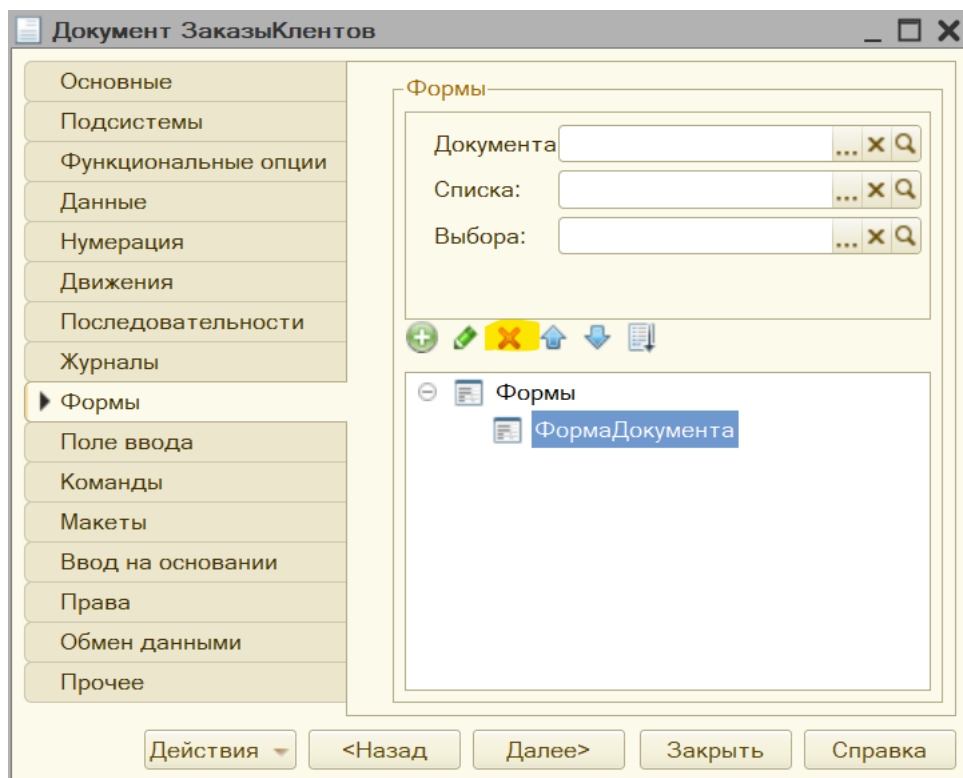 Документ ЗаказыКлентов
Основные
Подсистемы
Функциональные опции
Данные
Нумерация
Движения
Последовательности
Журналы
Формы
Поле ввода
Команды
Макеты
Ввод на основании
Права
Обмен данными
Прочее
Формы
Документа
Списка:
Выбора:
Формы
ФормаДокумента
Действия
<Назад
Далее>
Закрыть
Справка